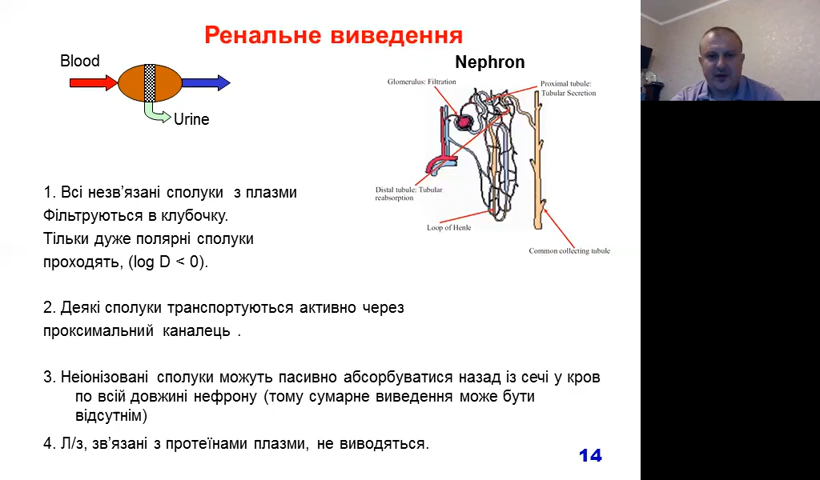 Ренальне виведення
Blood
Urine
Nephron
Glomerulus: Filtration
Proximal tubule:
Tubular Secretion
Distal tubule: Tubular
reabsorption
Loop of Henle
Common collecting tubule
1. Всі незв’язані сполуки з плазми
Фільтруються в клубочку.
Тільки дуже полярні сполуки
проходять, (log D < 0).
2. Деякі сполуки транспортуються активно через
проксимальний каналець .
3. Неіонізовані сполуки можуть пасивно абсорбуватися назад із сечі у кров
по всій довжині нефрону (тому сумарне виведення може бути
відсутнім)
4. Л/з, зв’язані з протеїнами плазми, не виводяться.
14